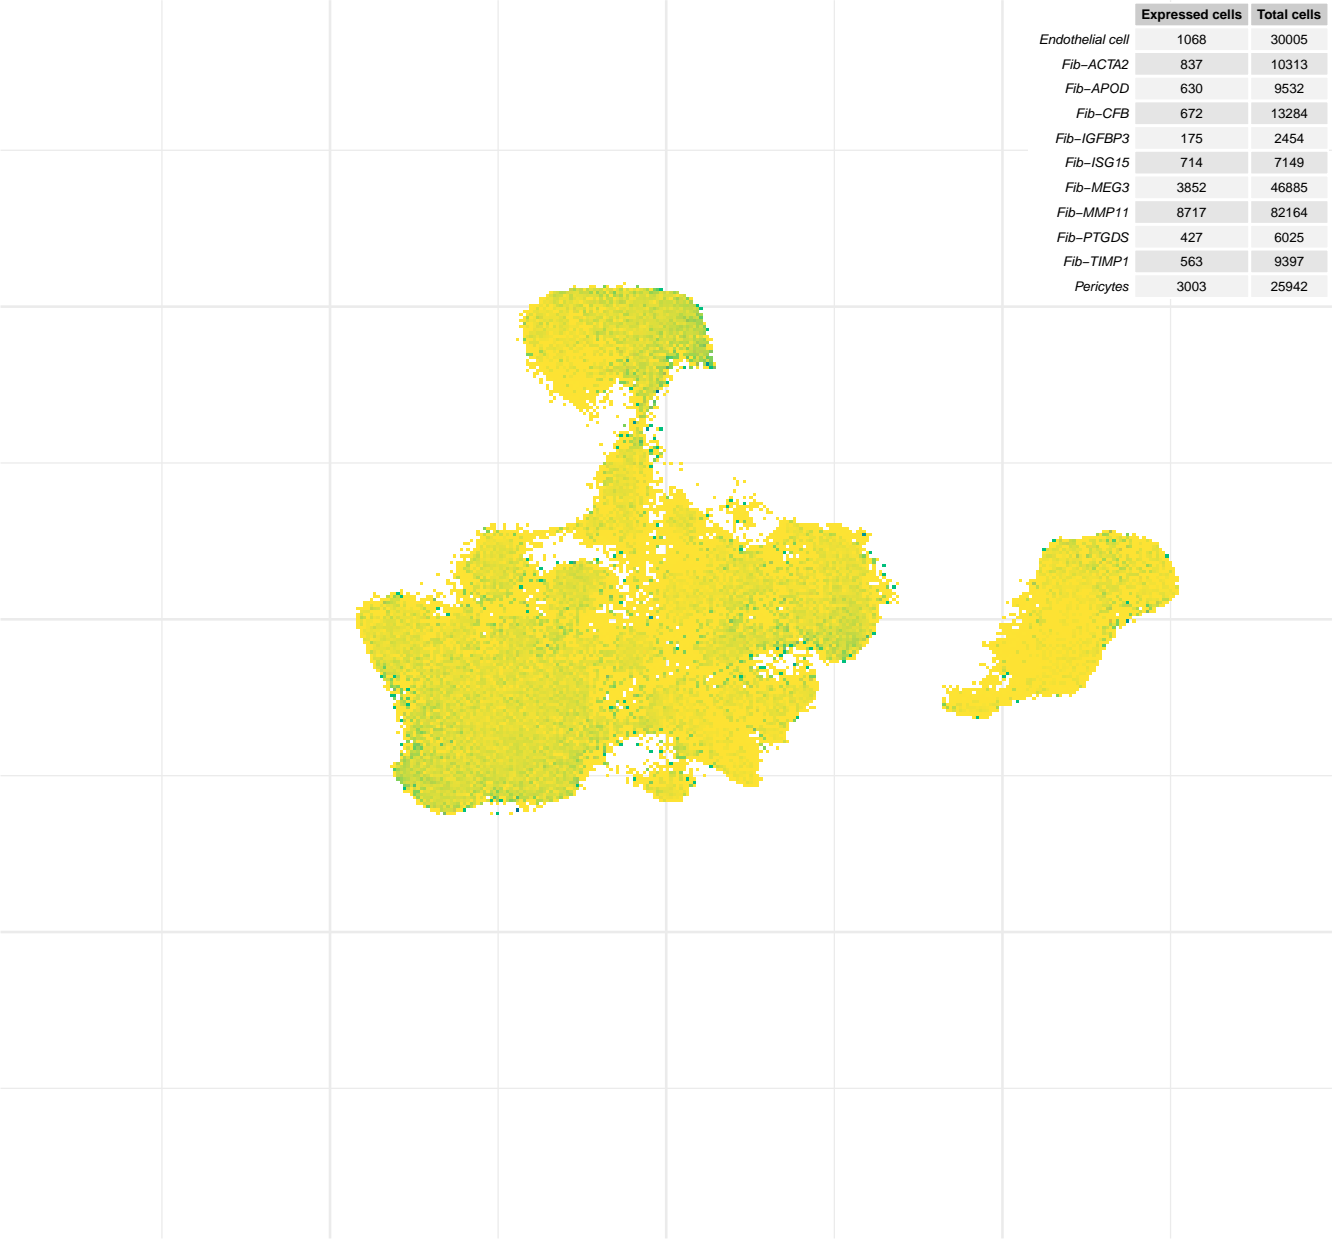 Expressed cells Total cells
Endothelial cell 1068 30005
Fib−ACTA2 837 10313
Fib−APOD 630 9532
Fib−CFB 672 13284
Fib−IGFBP3 175 2454
Fib−ISG15 714 7149
Fib−MEG3 3852 46885
Fib−MMP11 8717 82164
Fib−PTGDS 427 6025
Fib−TIMP1 563 9397
Pericytes 3003 25942